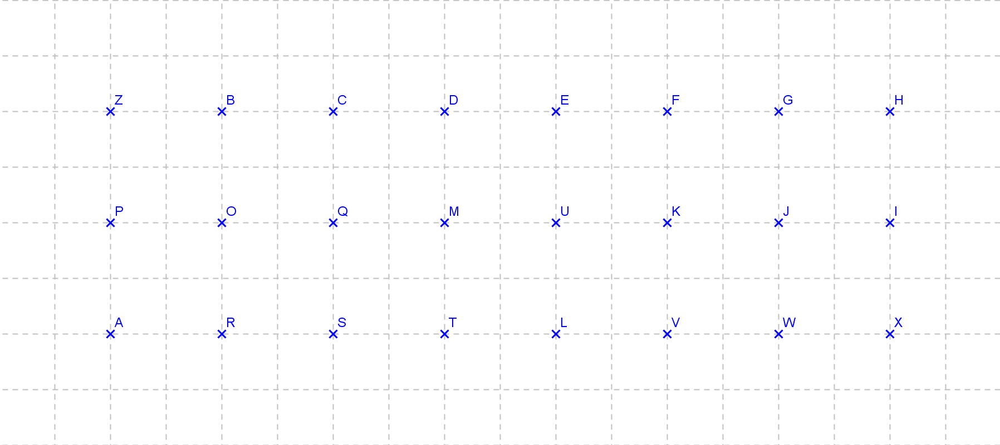 Z B C D E F G H
P O Q M U K J I
A R S T L V W X